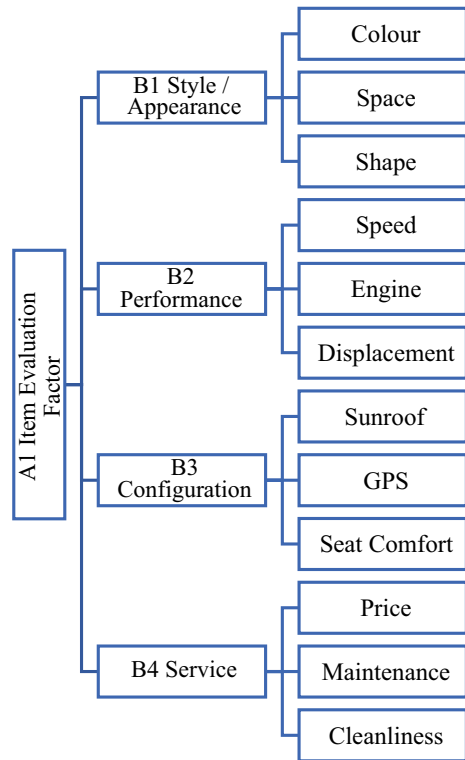 A1 Item Evaluation
Factor
B1 Style /
Appearance
Colour
Space
Shape
B2
Performance
Speed
Engine
Displacement
B3
Configuration
Sunroof
GPS
Seat Comfort
B4 Service
Price
Maintenance
Cleanliness